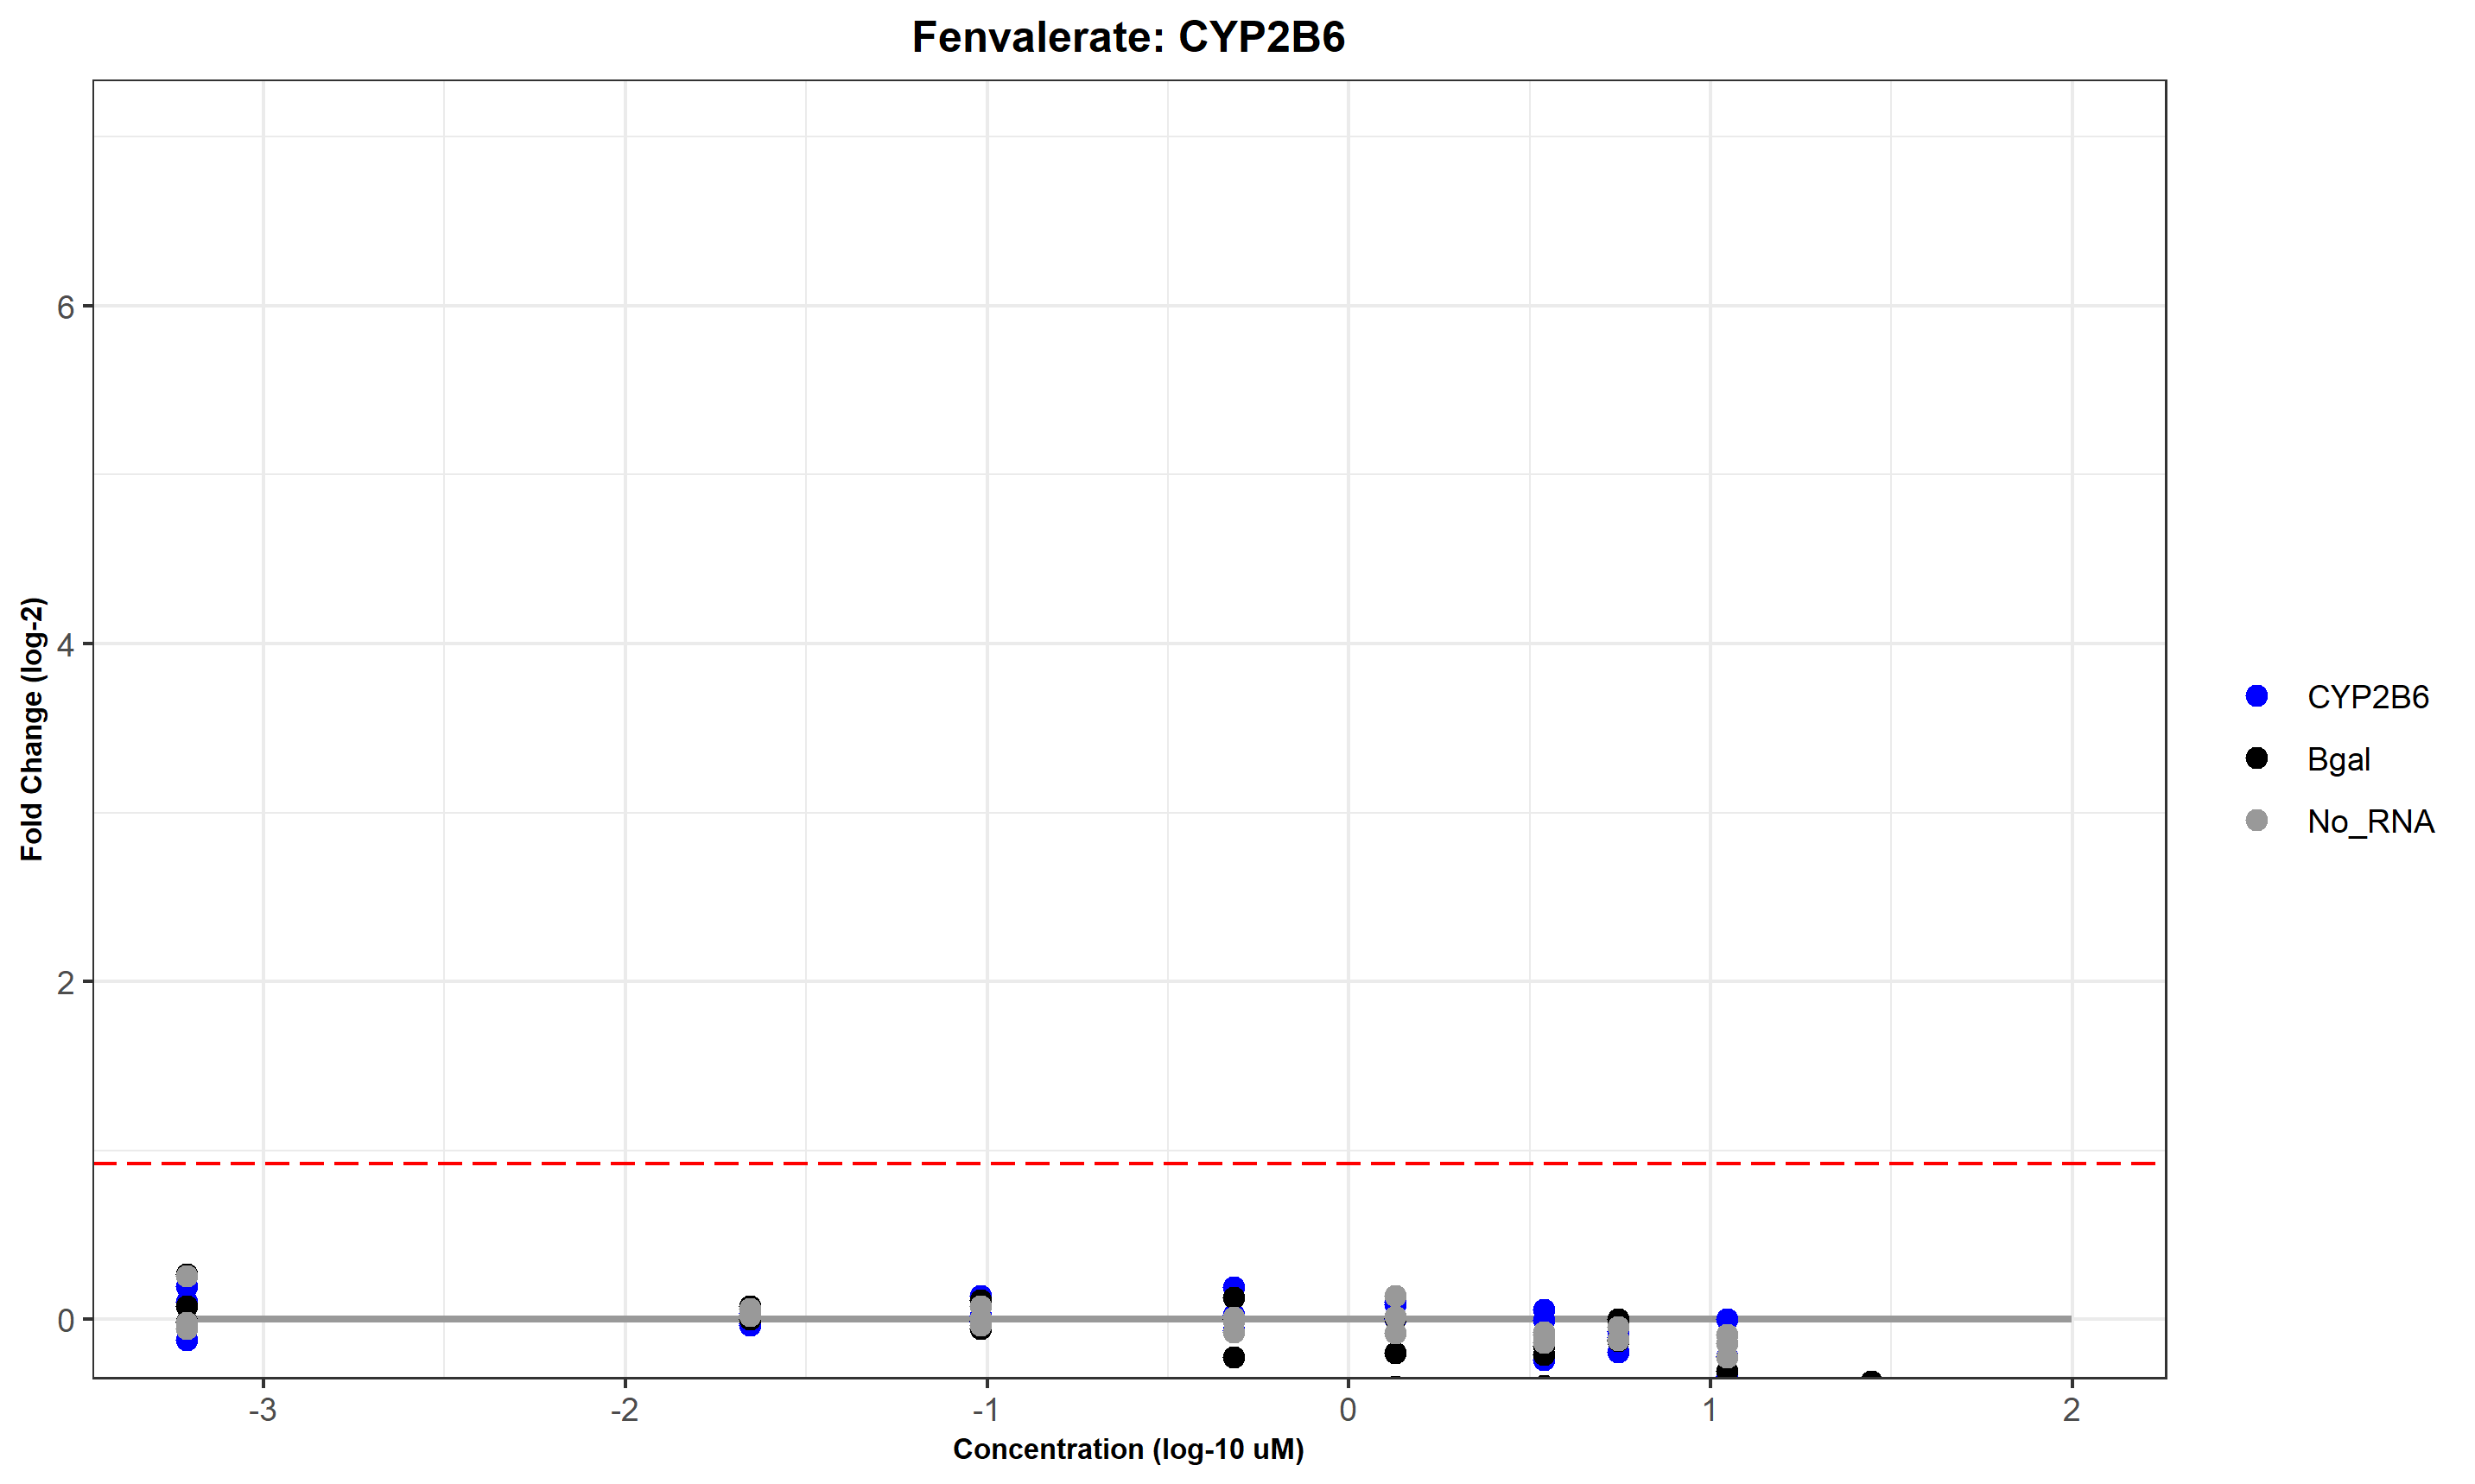 Fenvalerate: CYP2B6
Fold Change (log-2)
6
4
2
0
-3
-2
-1
0
1
2
Concentration (log-10 uM)
CYP2B6
Bgal
No_RNA